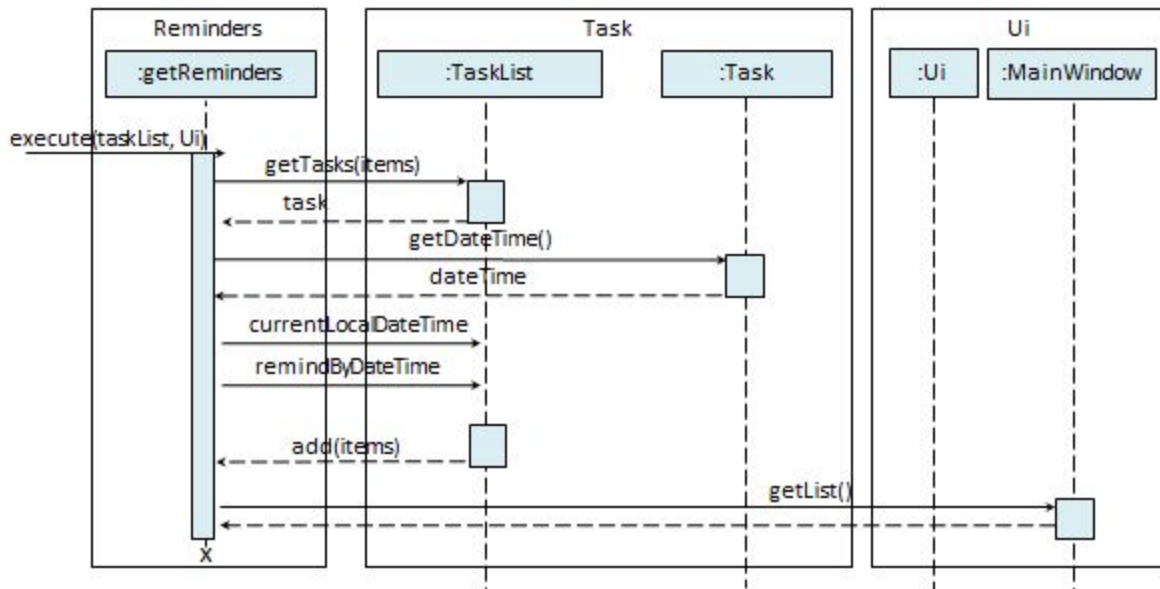 Reminders
Task
Ui
:getReminders
:TaskList
:Task
:Ui
:MainWindow
execute(taskList, Ui)
getTasks(items)
task
getDateTime()
dateTime
currentLocalDateTime
remindByDateTime
add(items)
getList()
X